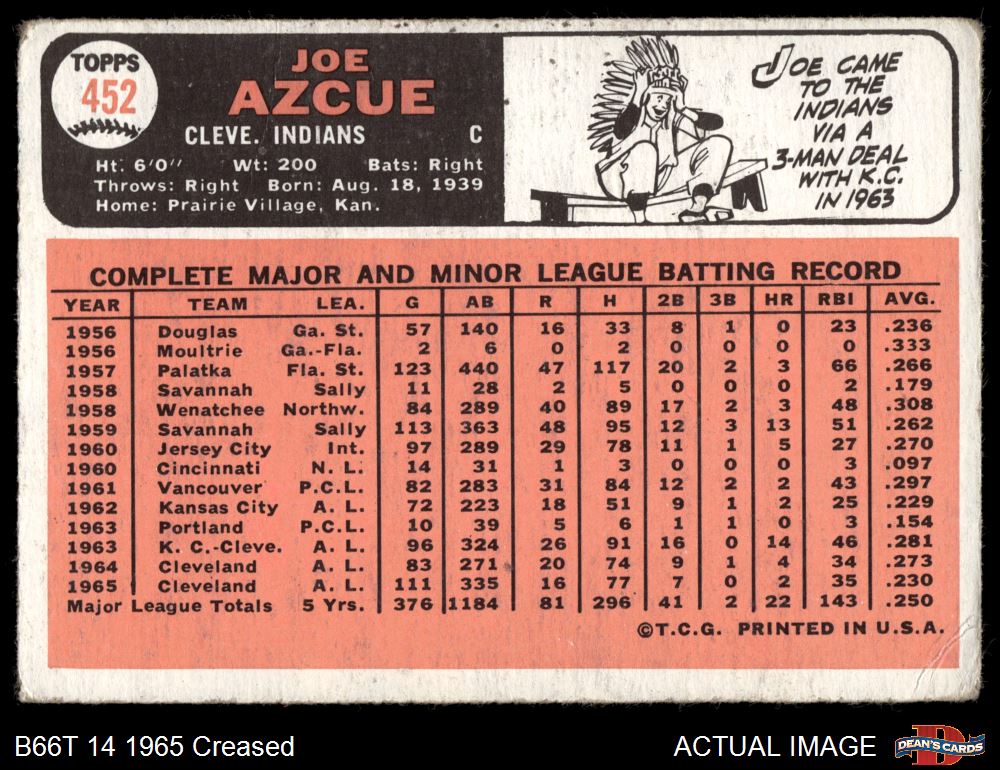 TOPPS
452
JOE
AZCUE
CLEVE. INDIANS C
Ht. 6'0" Wt: 200 Bats: Right
Throws: Right Born: Aug. 18, 1939
Home: Prairie Village, Kan.
JOE CAME
TO THE
INDIANS
VIA A
3-MAN DEAL
WITH K.C.
IN 1963
COMPLETE MAJOR AND MINOR LEAGUE BATTING RECORD
YEAR TEAM LEA. G AB R H 2B 3B HR RBI AVG.
1956 Douglas Ga. St. 57 140 16 33 8 1 0 23 .236
1956 Moultrie Ga.-Fla. 2 6 0 2 0 0 0 0 .333
1957 Palatka Fla. St. 123 440 47 117 20 2 3 66 .266
1958 Savannah Sally 11 28 2 5 0 0 0 2 .179
1958 Wenatchee Northw. 84 289 40 89 17 2 3 48 .308
1959 Savannah Sally 113 363 48 95 12 3 13 51 .262
1960 Jersey City Int. 97 289 29 78 11 1 5 27 .270
1960 Cincinnati N. L. 14 31 1 3 0 0 0 3 .097
1961 Vancouver P.C.L. 82 283 31 84 12 2 2 43 .297
1962 Kansas City A. L. 72 223 18 51 9 1 2 25 .229
1963 Portland P.C.L. 10 39 5 6 1 1 0 3 .154
1963 K. C.-Cleve. A. L. 96 324 26 91 16 0 14 46 .281
1964 Cleveland A. L. 83 271 20 74 9 1 4 34 .273
1965 Cleveland A. L. 111 335 16 77 7 0 2 35 .230
Major League Totals 5 Yrs. 376 1184 81 296 41 2 22 143 .250
©T.C.G. PRINTED IN U.S.A.
B66T 14 1965 Creased
ACTUAL IMAGE
DEAN'S CARDS